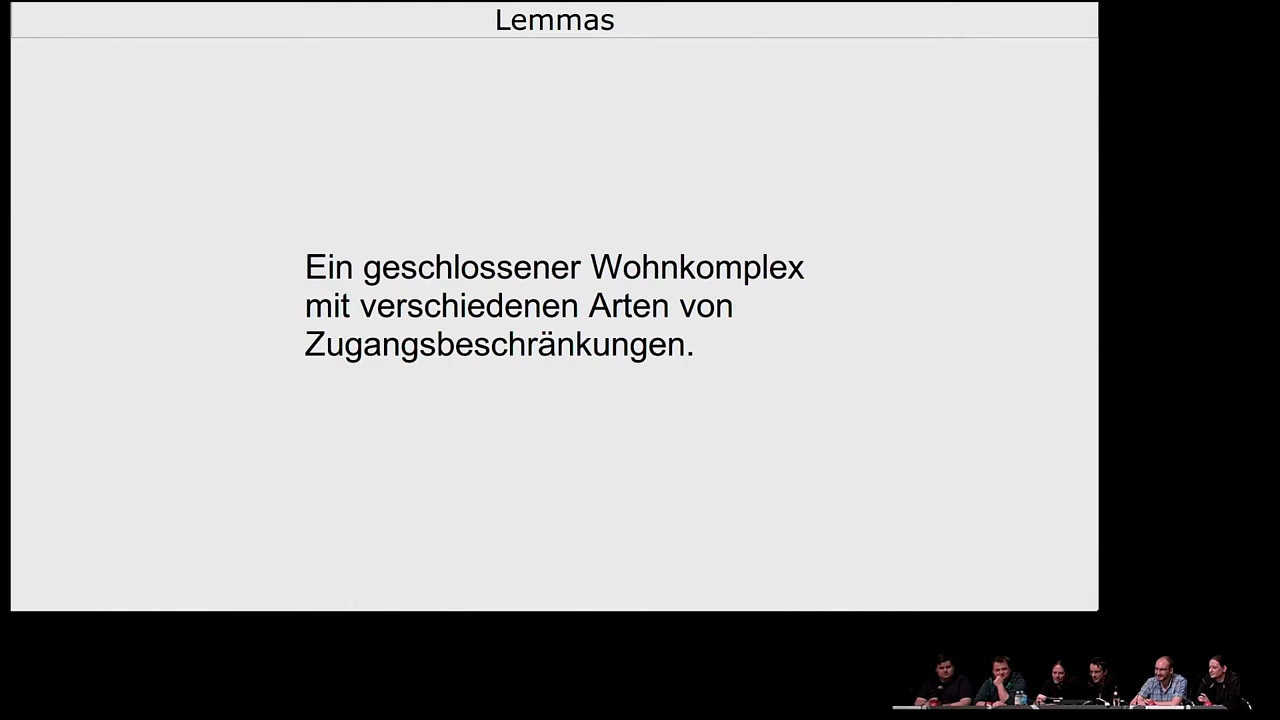 Lemmas
Ein geschlossener Wohnkomplex
mit verschiedenen Arten von
Zugangsbeschränkungen.